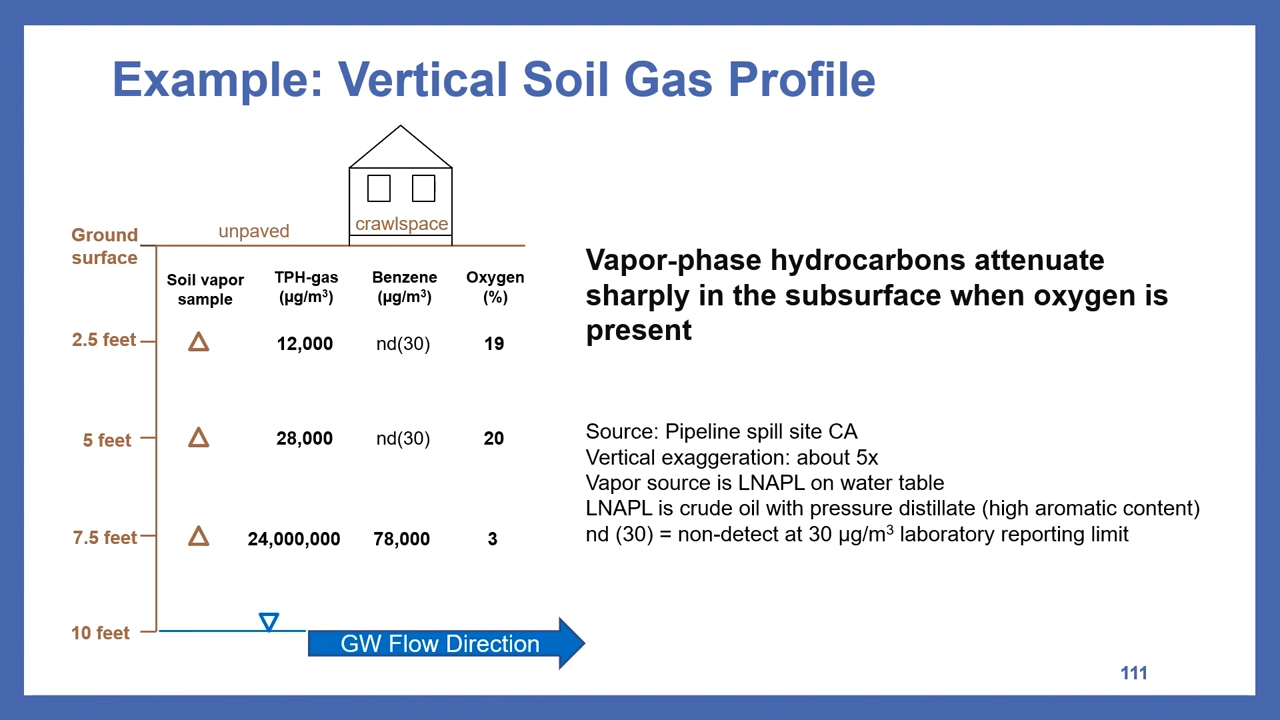 Example: Vertical Soil Gas Profile
unpaved
crawlspace
Ground
surface
Soil vapor
sample
TPH-gas
(µg/m³)
Benzene
(µg/m³)
Oxygen
(%)
2.5 feet 12,000 nd(30) 19
5 feet 28,000 nd(30) 20
7.5 feet 24,000,000 78,000 3
10 feet
GW Flow Direction
Vapor-phase hydrocarbons attenuate
sharply in the subsurface when oxygen is
present
Source: Pipeline spill site CA
Vertical exaggeration: about 5x
Vapor source is LNAPL on water table
LNAPL is crude oil with pressure distillate (high aromatic content)
nd (30) = non-detect at 30 µg/m³ laboratory reporting limit
111